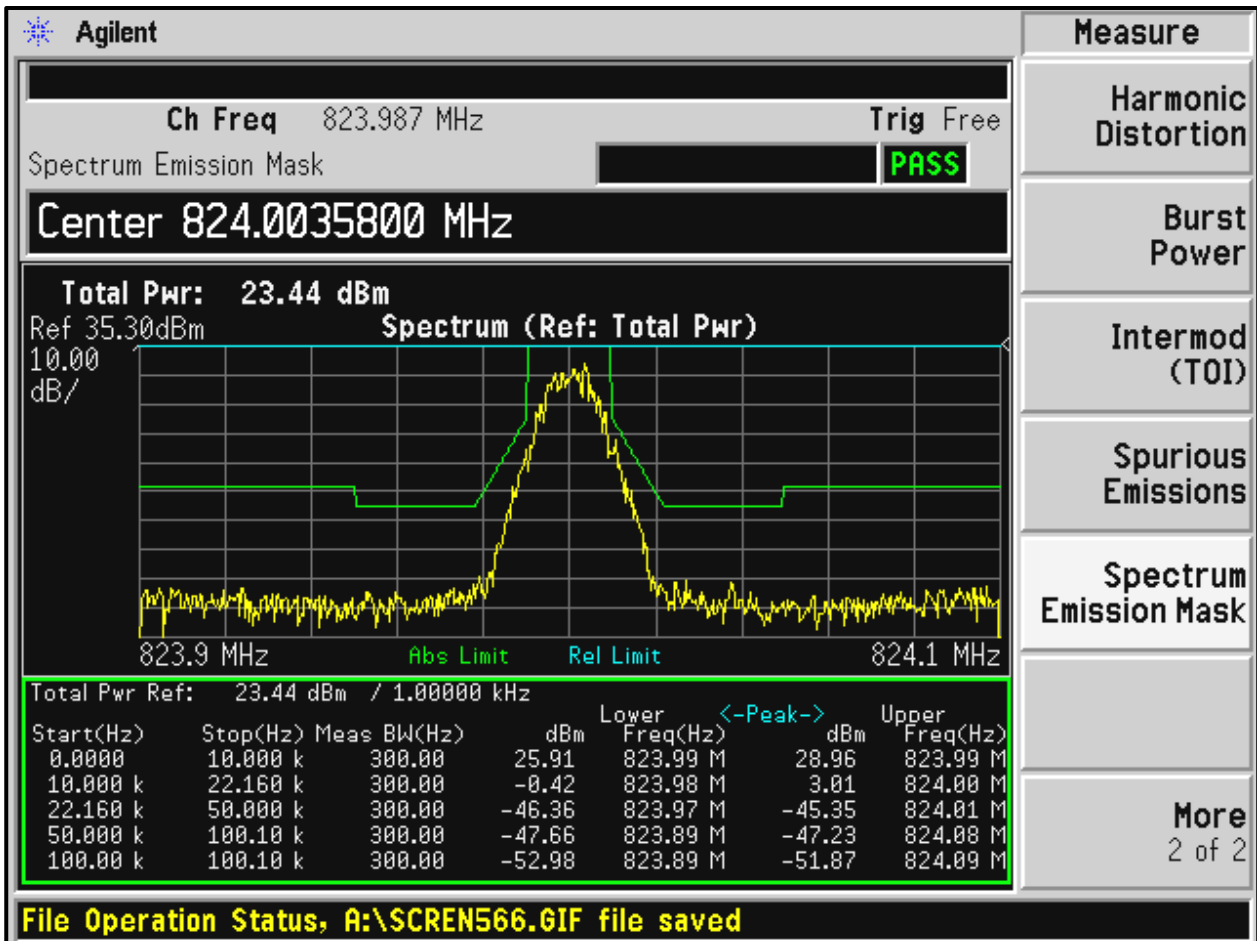 Agilent
Measure
Ch Freq 823.987 MHz Trig Free
Spectrum Emission Mask PASS
Center 824.0035800 MHz
Total Pwr: 23.44 dBm
Ref 35.30dBm Spectrum (Ref: Total Pwr)
10.00
dB/
823.9 MHz Abs Limit Rel Limit 824.1 MHz
Total Pwr Ref: 23.44 dBm / 1.00000 kHz
Lower <-Peak-> Upper
Start(Hz) Stop(Hz) Meas BW(Hz) dBm Freq(Hz) dBm Freq(Hz)
0.0000 10.000 k 300.00 25.91 823.99 M 28.96 823.99 M
10.000 k 22.160 k 300.00 -0.42 823.98 M 3.01 824.00 M
22.160 k 50.000 k 300.00 -46.36 823.97 M -45.35 824.01 M
50.000 k 100.10 k 300.00 -47.66 823.89 M -47.23 824.08 M
100.00 k 100.10 k 300.00 -52.98 823.89 M -51.87 824.09 M
Harmonic
Distortion
Burst
Power
Intermod
(TOI)
Spurious
Emissions
Spectrum
Emission Mask
More
2 of 2
File Operation Status, A:\SCREN566.GIF file saved